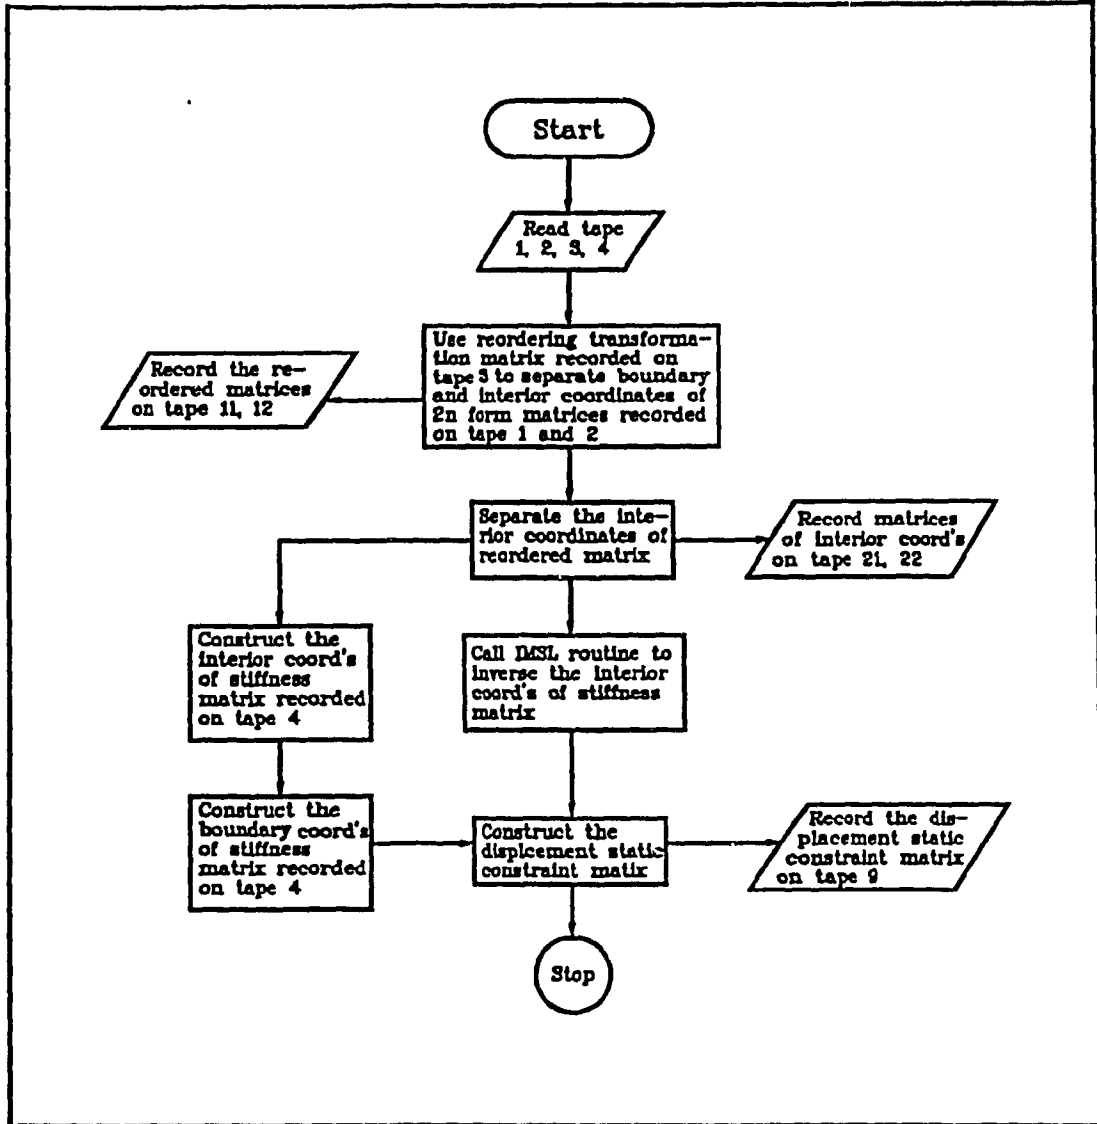 Start
Read tape
1, 2, 3, 4
Use reordering transforma-
tion matrix recorded on
tape 3 to separate boundary
and interior coordinates of
2n form matrices recorded
on tape 1 and 2
Record the re-
ordered matrices
on tape 11, 12
Separate the inte-
rior coordinates of
reordered matrix
Record matrices
of interior coord's
on tape 21, 22
Construct the
interior coord's
of stiffness
matrix recorded
on tape 4
Call IMSL routine to
inverse the interior
coord's of stiffness
matrix
Construct the
boundary coord's
of stiffness
matrix recorded
on tape 4
Construct the
displcement static
constraint matix
Record the dis-
placement static
constraint matrix
on tape 9
Stop